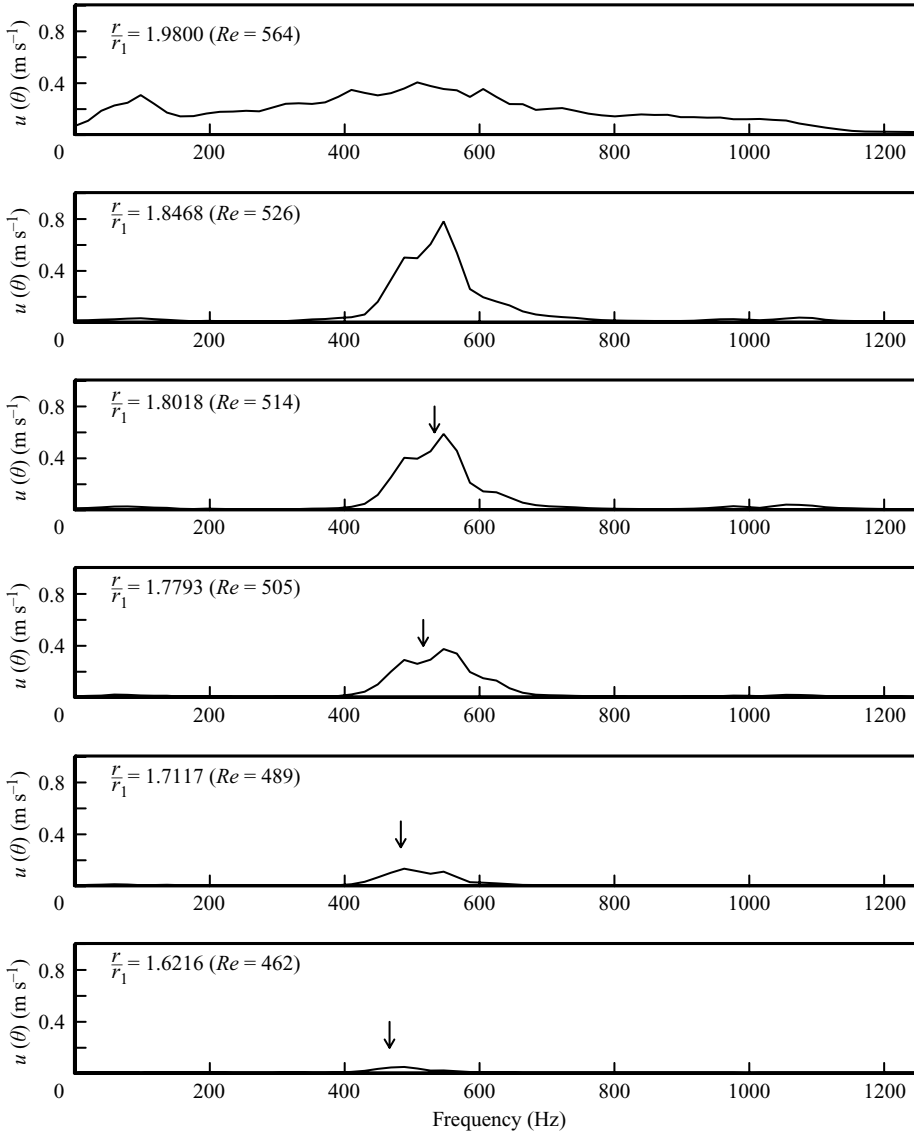 u (θ) (m s⁻¹)
0.8
0.4
r/r₁ = 1.9800 (Re = 564)
0 200 400 600 800 1000 1200
u (θ) (m s⁻¹)
0.8
0.4
r/r₁ = 1.8468 (Re = 526)
0 200 400 600 800 1000 1200
u (θ) (m s⁻¹)
0.8
0.4
r/r₁ = 1.8018 (Re = 514)
0 200 400 600 800 1000 1200
u (θ) (m s⁻¹)
0.8
0.4
r/r₁ = 1.7793 (Re = 505)
0 200 400 600 800 1000 1200
u (θ) (m s⁻¹)
0.8
0.4
r/r₁ = 1.7117 (Re = 489)
0 200 400 600 800 1000 1200
u (θ) (m s⁻¹)
0.8
0.4
r/r₁ = 1.6216 (Re = 462)
0 200 400 600 800 1000 1200
Frequency (Hz)